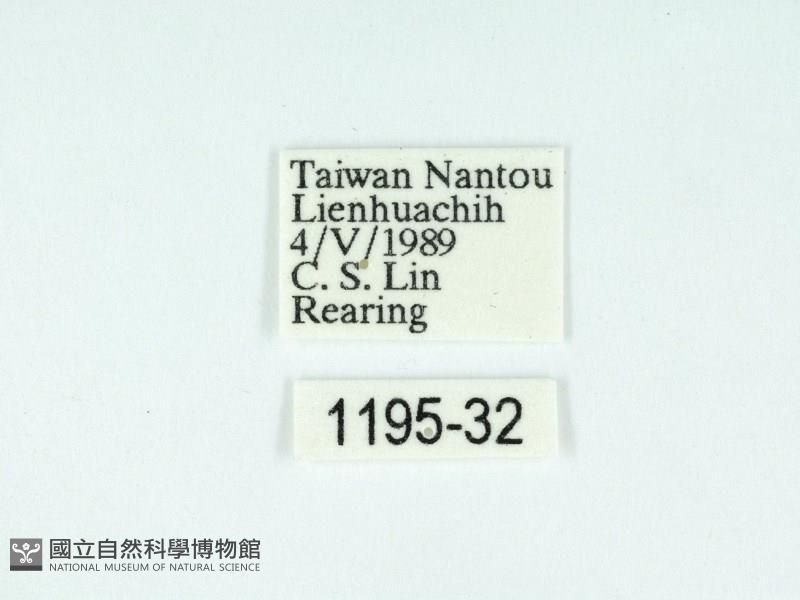 Taiwan Nantou
Lienhuachih
4/V/1989
C. S. Lin
Rearing
1195-32
國立自然科學博物館
NATIONAL MUSEUM OF NATURAL SCIENCE